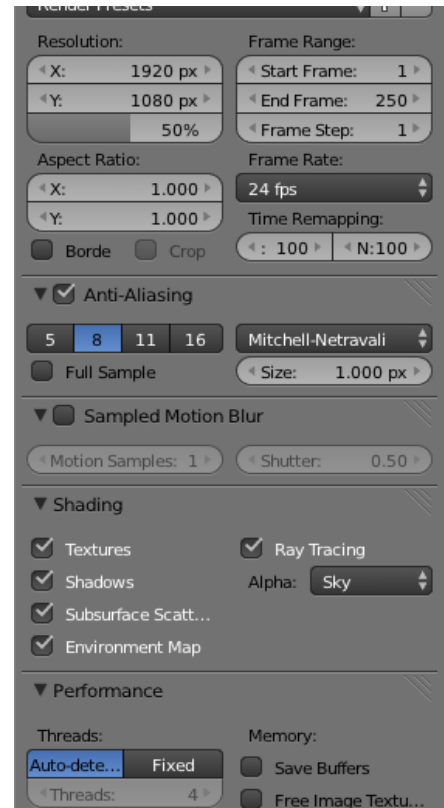 Render Presets
Resolution:
X: 1920 px
Y: 1080 px
50%
Aspect Ratio:
X: 1.000
Y: 1.000
Borde Crop
Frame Range:
Start Frame: 1
End Frame: 250
Frame Step: 1
Frame Rate:
24 fps
Time Remapping:
: 100 N:100
Anti-Aliasing
5 8 11 16
Full Sample
Mitchell-Netravali
Size: 1.000 px
Sampled Motion Blur
Motion Samples: 1
Shutter: 0.50
Shading
Textures
Shadows
Subsurface Scatt...
Environment Map
Ray Tracing
Alpha: Sky
Performance
Threads:
Auto-dete... Fixed
Threads: 4
Memory:
Save Buffers
Free Image Textu...